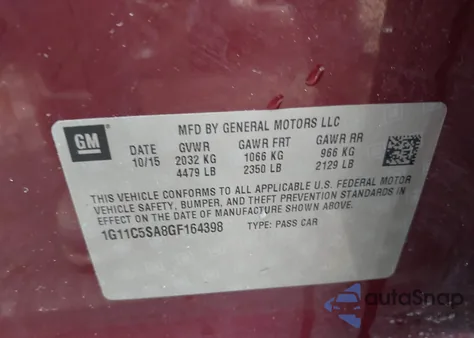 GM
MFD BY GENERAL MOTORS LLC
DATE GVWR GAWR FRT GAWR RR
10/15 2032 KG 1066 KG 966 KG
4479 LB 2350 LB 2129 LB
THIS VEHICLE CONFORMS TO ALL APPLICABLE U.S. FEDERAL MOTOR
VEHICLE SAFETY, BUMPER, AND THEFT PREVENTION STANDARDS IN
EFFECT ON THE DATE OF MANUFACTURE SHOWN ABOVE.
1G11C5SA8GF164398 TYPE: PASS CAR
autoSnap